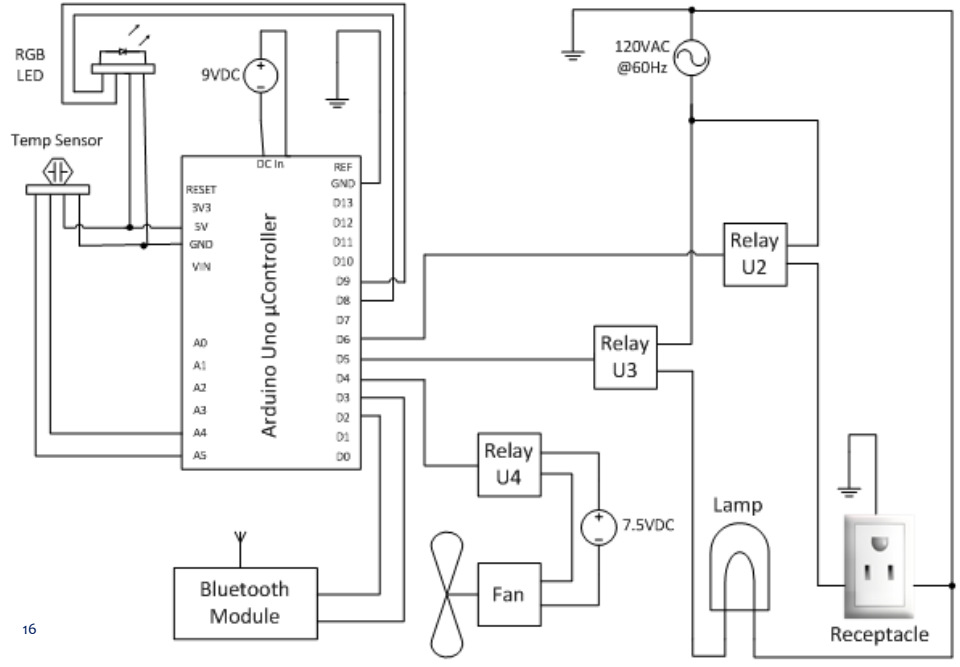 RGB
LED
9VDC
120VAC
@60Hz
Temp Sensor
DC In
RESET
3V3
5V
GND
VIN
A0
A1
A2
A3
A4
A5
Arduino Uno µController
REF
GND
D13
D12
D11
D10
D9
D8
D7
D6
D5
D4
D3
D2
D1
D0
Relay
U2
Relay
U3
Relay
U4
7.5VDC
Lamp
Fan
Bluetooth
Module
Receptacle
16